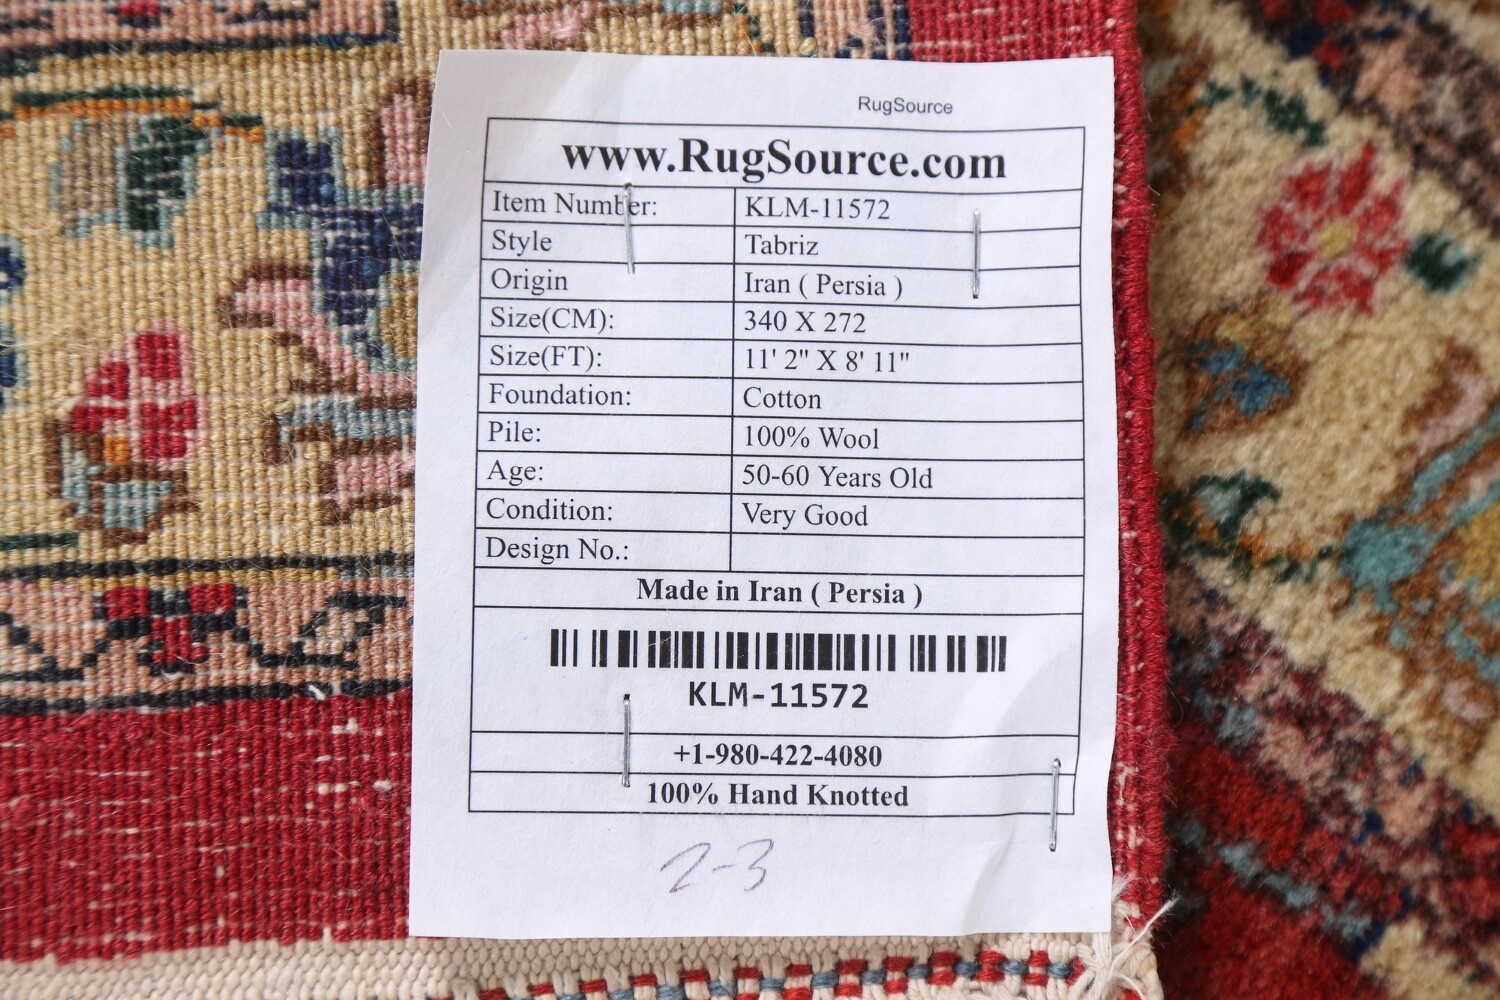 RugSource
www.RugSource.com
Item Number: KLM-11572
Style Tabriz
Origin Iran ( Persia )
Size(CM): 340 X 272
Size(FT): 11' 2" X 8' 11"
Foundation: Cotton
Pile: 100% Wool
Age: 50-60 Years Old
Condition: Very Good
Design No.:
Made in Iran ( Persia )
KLM-11572
+1-980-422-4080
100% Hand Knotted
2-3